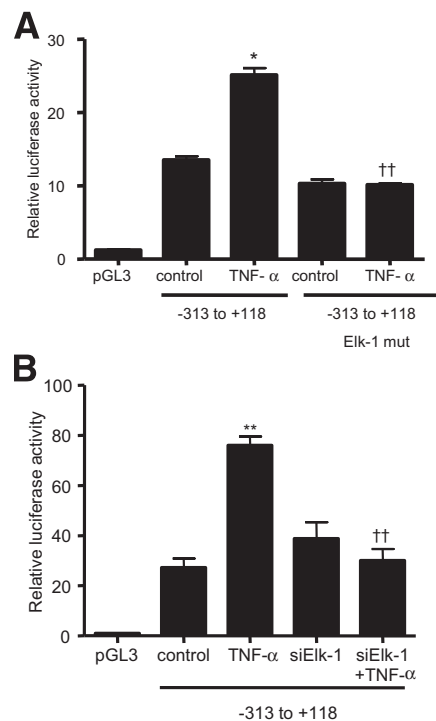 A
Relative luciferase activity
30
20
10
0
*
††
pGL3 control TNF- α control TNF- α
-313 to +118 -313 to +118
Elk-1 mut
B
Relative luciferase activity
100
80
60
40
20
0
**
††
pGL3 control TNF-α siElk-1 siElk-1
+TNF-α
-313 to +118